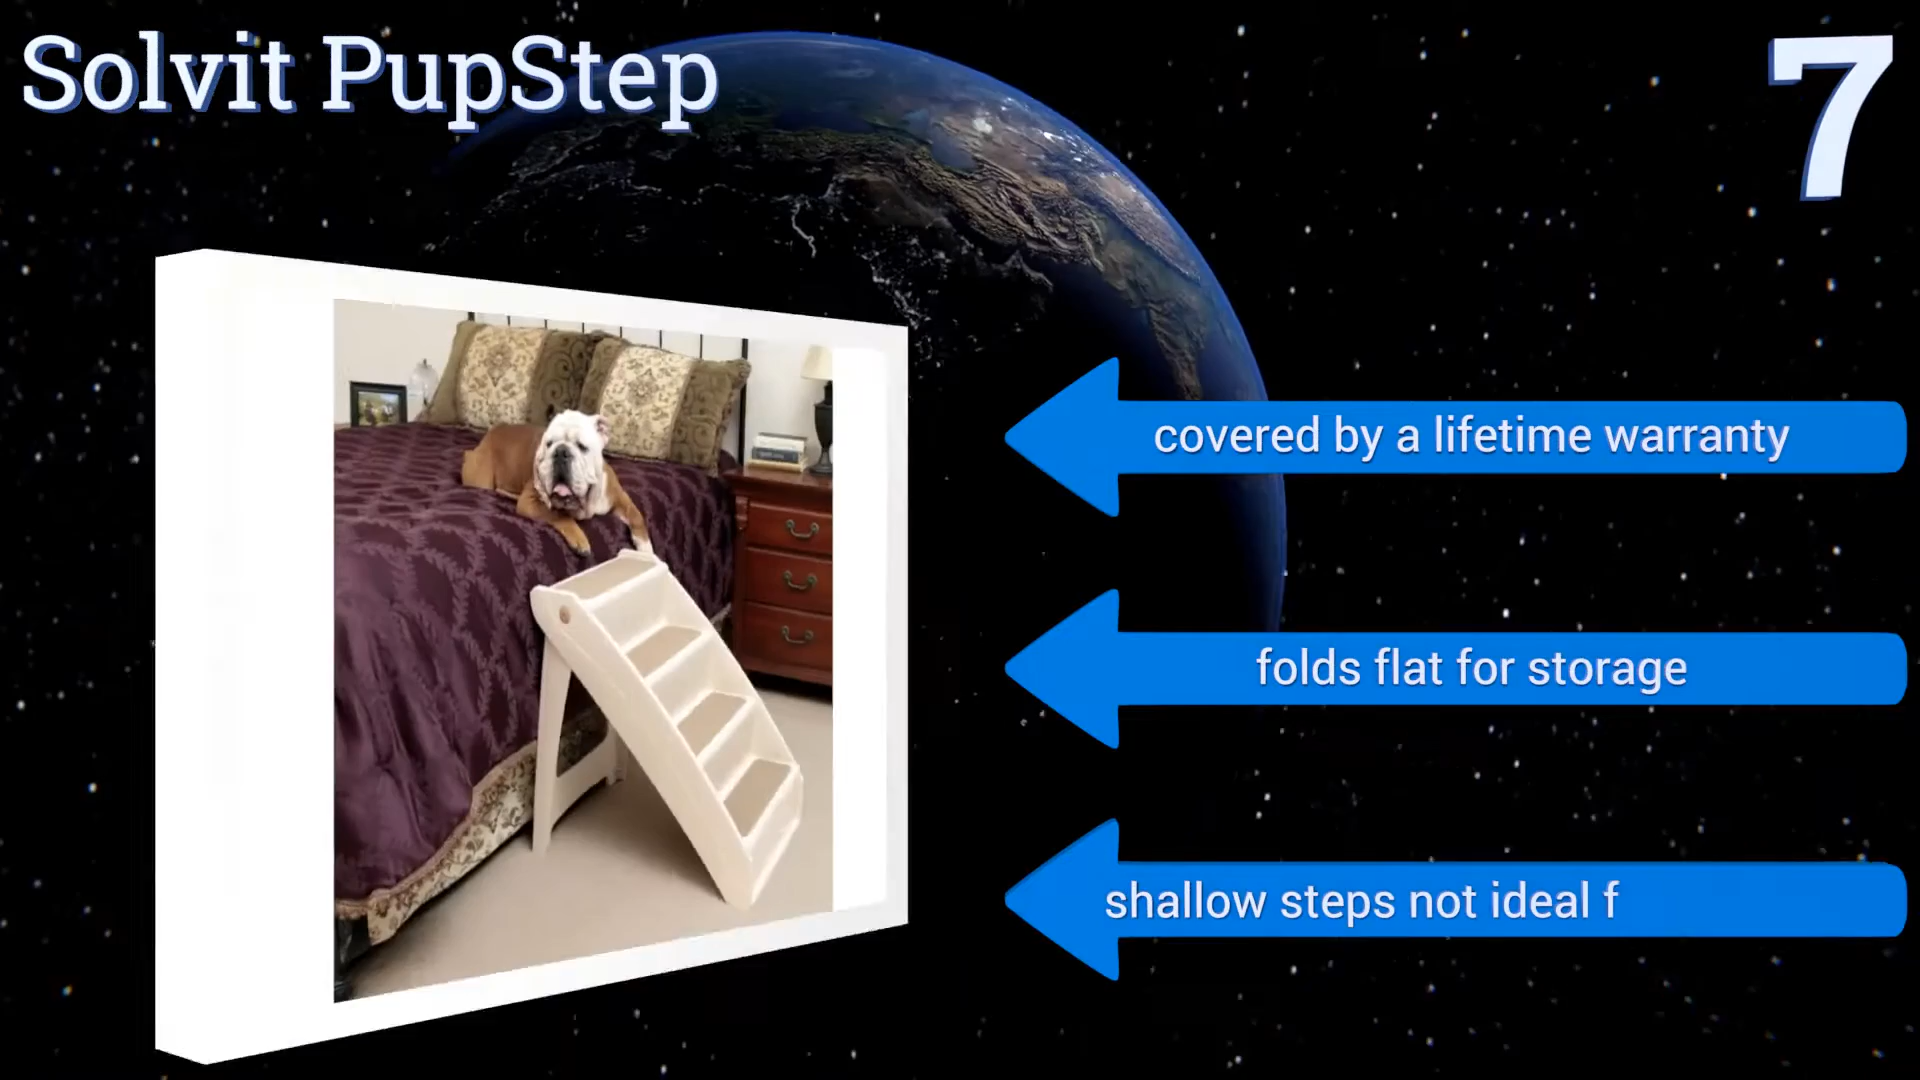 Solvit PupStep
7
covered by a lifetime warranty
folds flat for storage
shallow steps not ideal f